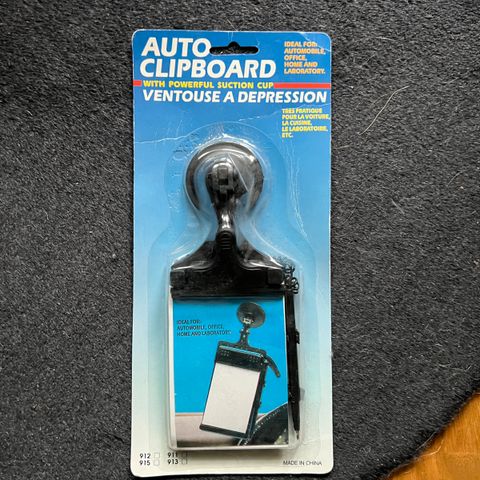 AUTO
CLIPBOARD
IDEAL FOR:
AUTOMOBILE,
OFFICE,
HOME AND
LABORATORY.
WITH POWERFUL SUCTION CUP
VENTOUSE A DEPRESSION
TRES PRATIQUE
POUR LA VOITURE,
LA CUISINE,
LE LABORATOIRE,
ETC.
IDEAL FOR:
AUTOMOBILE, OFFICE,
HOME AND LABORATORY.
912 911
915 913
MADE IN CHINA